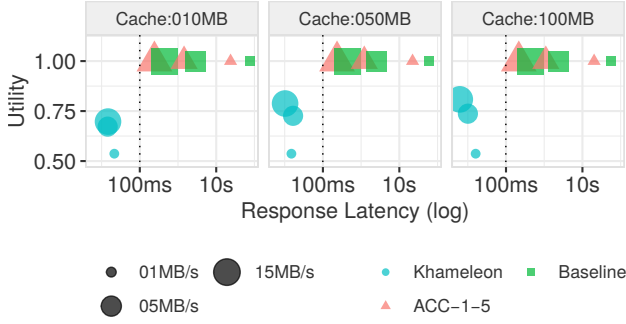 Cache:010MB Cache:050MB Cache:100MB
Utility
1.00
0.75
0.50
100ms 10s 100ms 10s 100ms 10s
Response Latency (log)
01MB/s 15MB/s Khameleon Baseline
05MB/s ACC−1−5